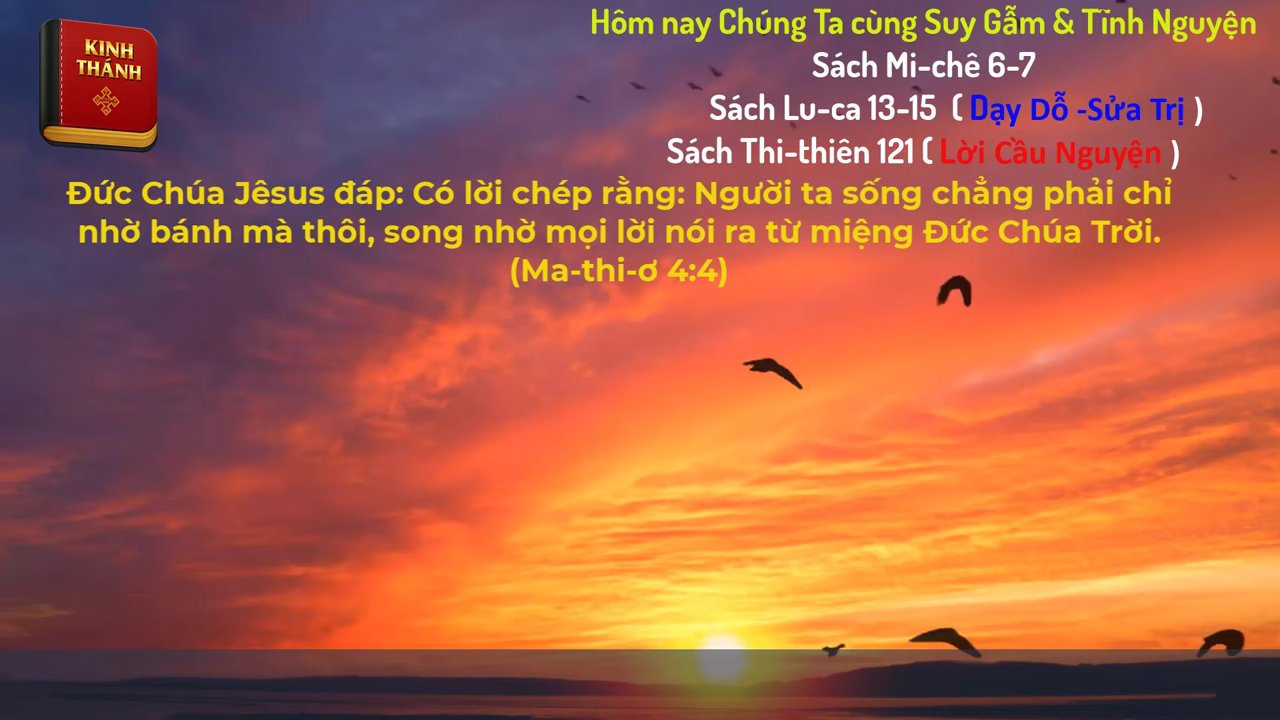 KINH
THÁNH
Hôm nay Chúng Ta cùng Suy Gẫm & Tĩnh Nguyện
Sách Mi-chê 6-7
Sách Lu-ca 13-15 ( Dạy Dỗ -Sửa Trị )
Sách Thi-thiên 121 ( Lời Cầu Nguyện )
Đức Chúa Jêsus đáp: Có lời chép rằng: Người ta sống chẳng phải chỉ
nhờ bánh mà thôi, song nhờ mọi lời nói ra từ miệng Đức Chúa Trời.
(Ma-thi-ơ 4:4)